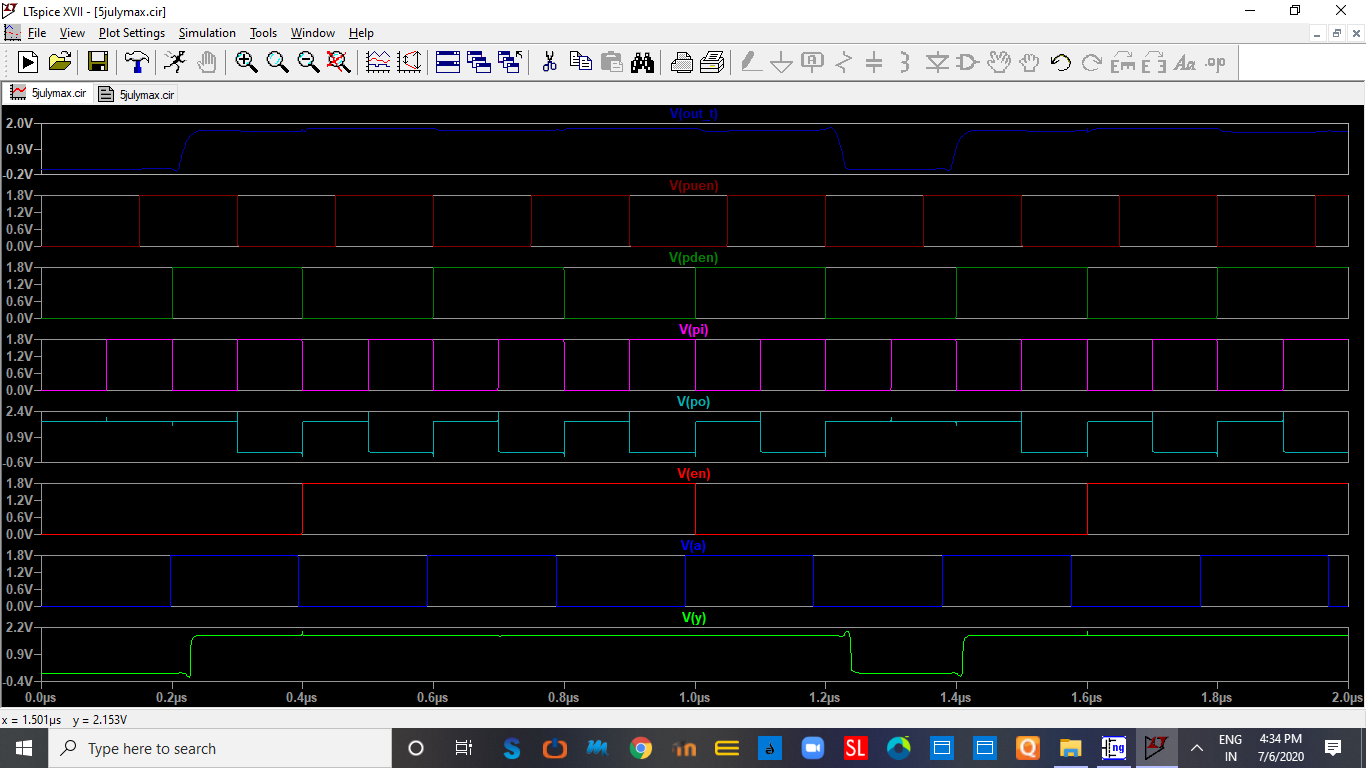 LTspice XVII - [5julymax.cir]
File View Plot Settings Simulation Tools Window Help
5julymax.cir 5julymax.cir
V(out_t)
2.0V
0.9V
-0.2V
V(puen)
1.8V
1.2V
0.6V
0.0V
V(pden)
1.8V
1.2V
0.6V
0.0V
V(pi)
1.8V
1.2V
0.6V
0.0V
V(po)
2.4V
0.9V
-0.6V
V(en)
1.8V
1.2V
0.6V
0.0V
V(a)
1.8V
1.2V
0.6V
0.0V
V(y)
2.2V
0.9V
-0.4V
0.0µs 0.2µs 0.4µs 0.6µs 0.8µs 1.0µs 1.2µs 1.4µs 1.6µs 1.8µs 2.0µs
x = 1.501µs y = 2.153V
Type here to search
SL
ENG
IN
4:34 PM
7/6/2020